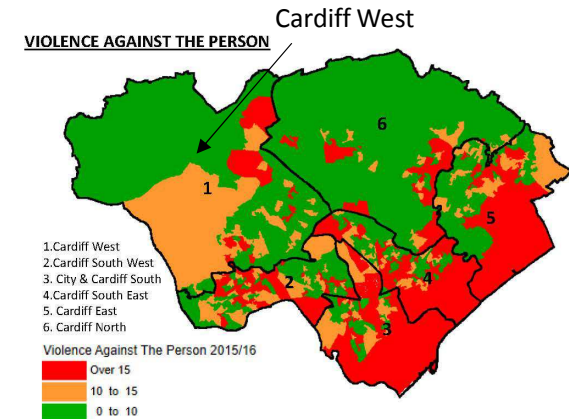 Cardiff West
VIOLENCE AGAINST THE PERSON
6
1
5
1.Cardiff West
2.Cardiff South West
3. City & Cardiff South
4.Cardiff South East
5. Cardiff East
6. Cardiff North
2
4
3
Violence Against The Person 2015/16
Over 15
10 to 15
0 to 10